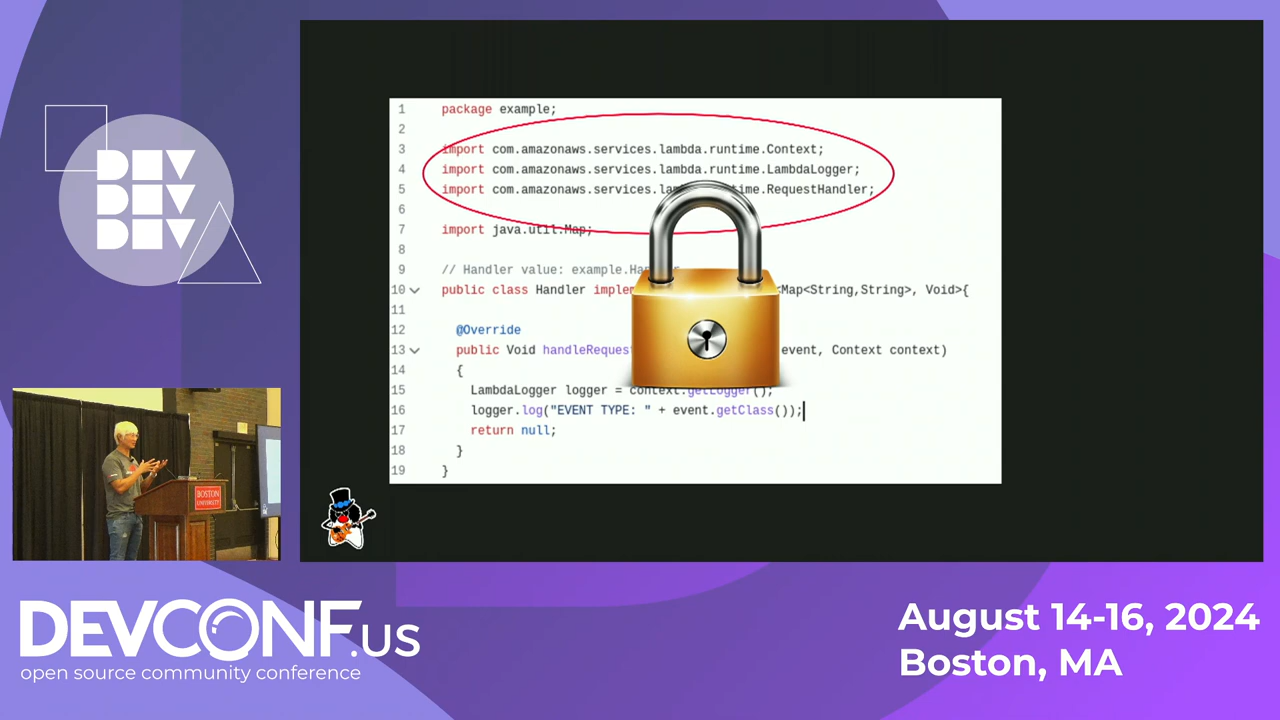 DEV
DEV
DEV
1 package example;
2
3 import com.amazonaws.services.lambda.runtime.Context;
4 import com.amazonaws.services.lambda.runtime.LambdaLogger;
5 import com.amazonaws.services.la time.RequestHandler;
6
7 import java.util.Map;
8
9 // Handler value: example.Han
10 public class Handler implem Map<String,String>, Void>{
11
12 @Override
13 public Void handleReques event, Context context)
14 {
15 LambdaLogger logger = context.getLogger();
16 logger.log("EVENT TYPE: " + event.getClass());
17 return null;
18 }
19 }
BOSTON
UNIVERSITY
DEVCONF.US
open source community conference
August 14-16, 2024
Boston, MA